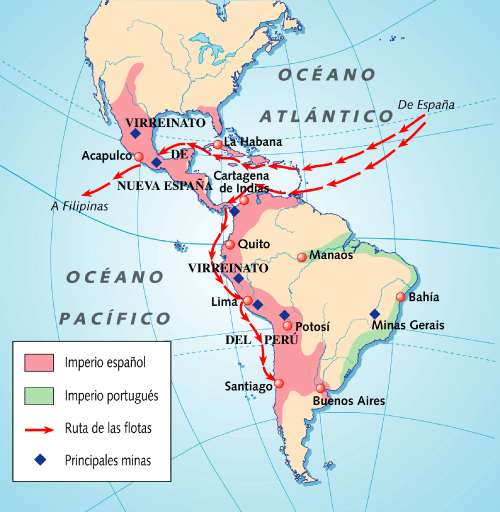 OCÉANO
ATLÁNTICO
De España
VIRREINATO
La Habana
Acapulco
DE
Cartagena
de Indias
NUEVA ESPAÑA
A Filipinas
Quito
Manaos
VIRREINATO
OCÉANO
PACÍFICO
Lima
Bahía
Potosí
Minas Gerais
DEL PERÚ
Santiago
Buenos Aires
Imperio español
Imperio portugués
Ruta de las flotas
Principales minas